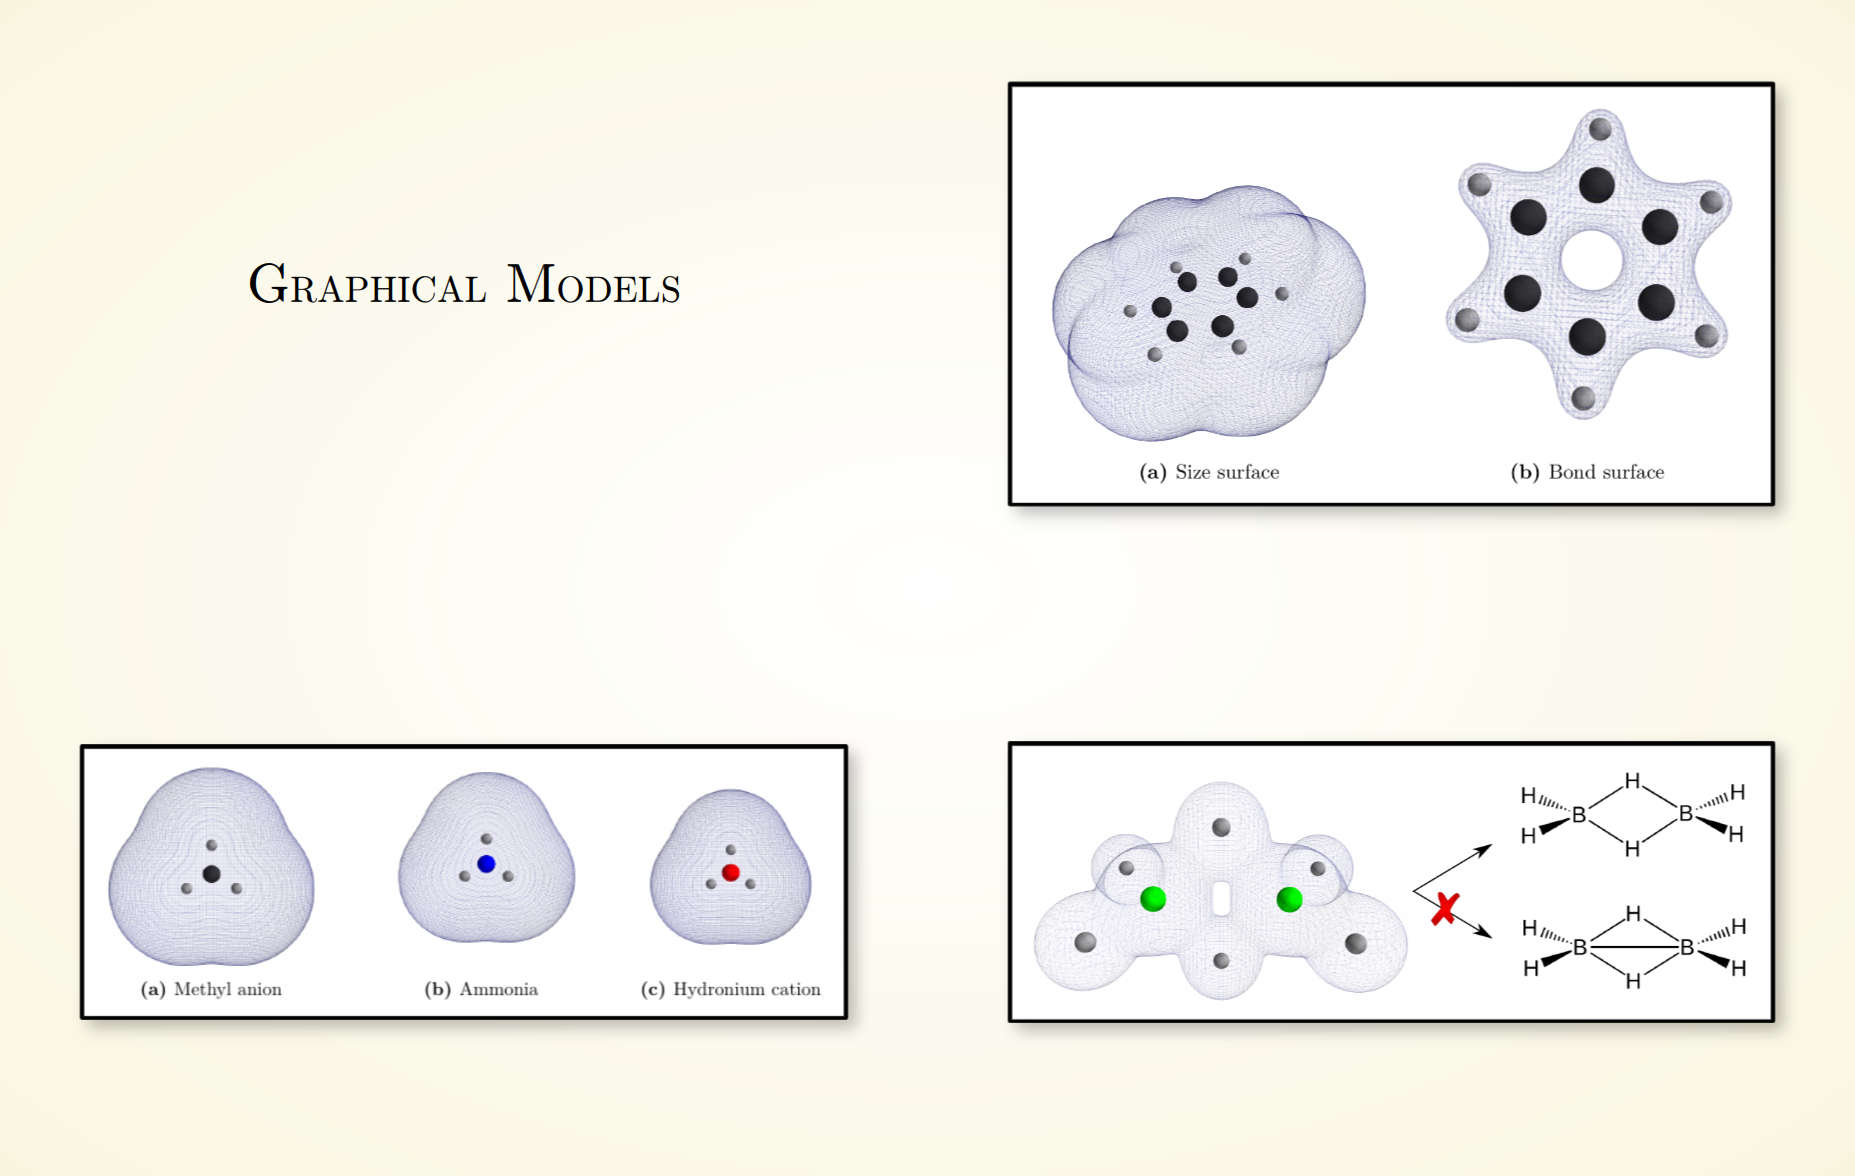 Graphical Models
(a) Size surface
(b) Bond surface
(a) Methyl anion
(b) Ammonia
(c) Hydronium cation
H H H
B B
H H H
H H H
B B
H H H